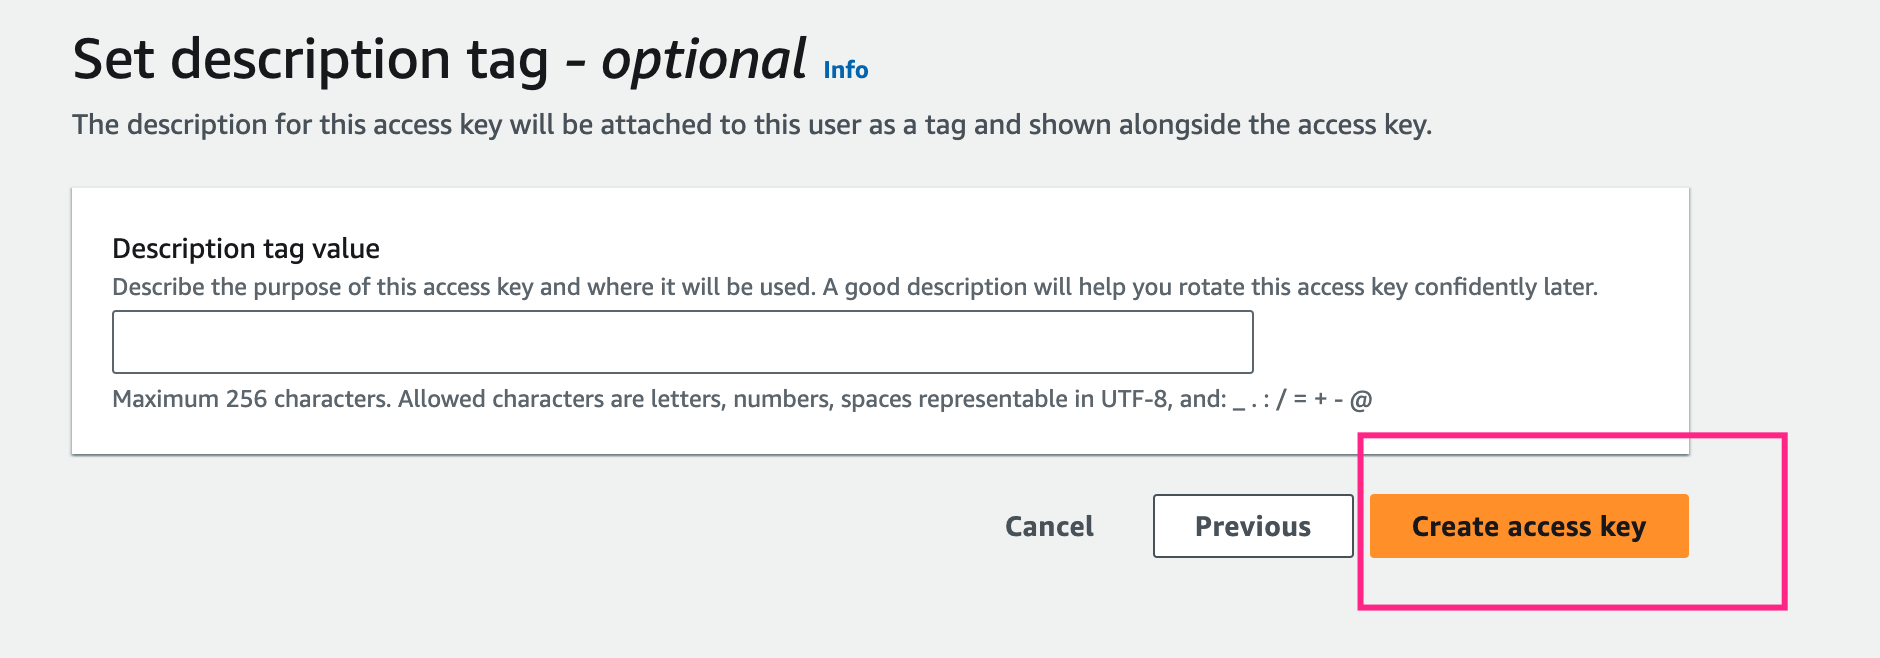 Set description tag - optional Info
The description for this access key will be attached to this user as a tag and shown alongside the access key.
Description tag value
Describe the purpose of this access key and where it will be used. A good description will help you rotate this access key confidently later.
Maximum 256 characters. Allowed characters are letters, numbers, spaces representable in UTF-8, and: _ . : / = + - @
Cancel Previous Create access key